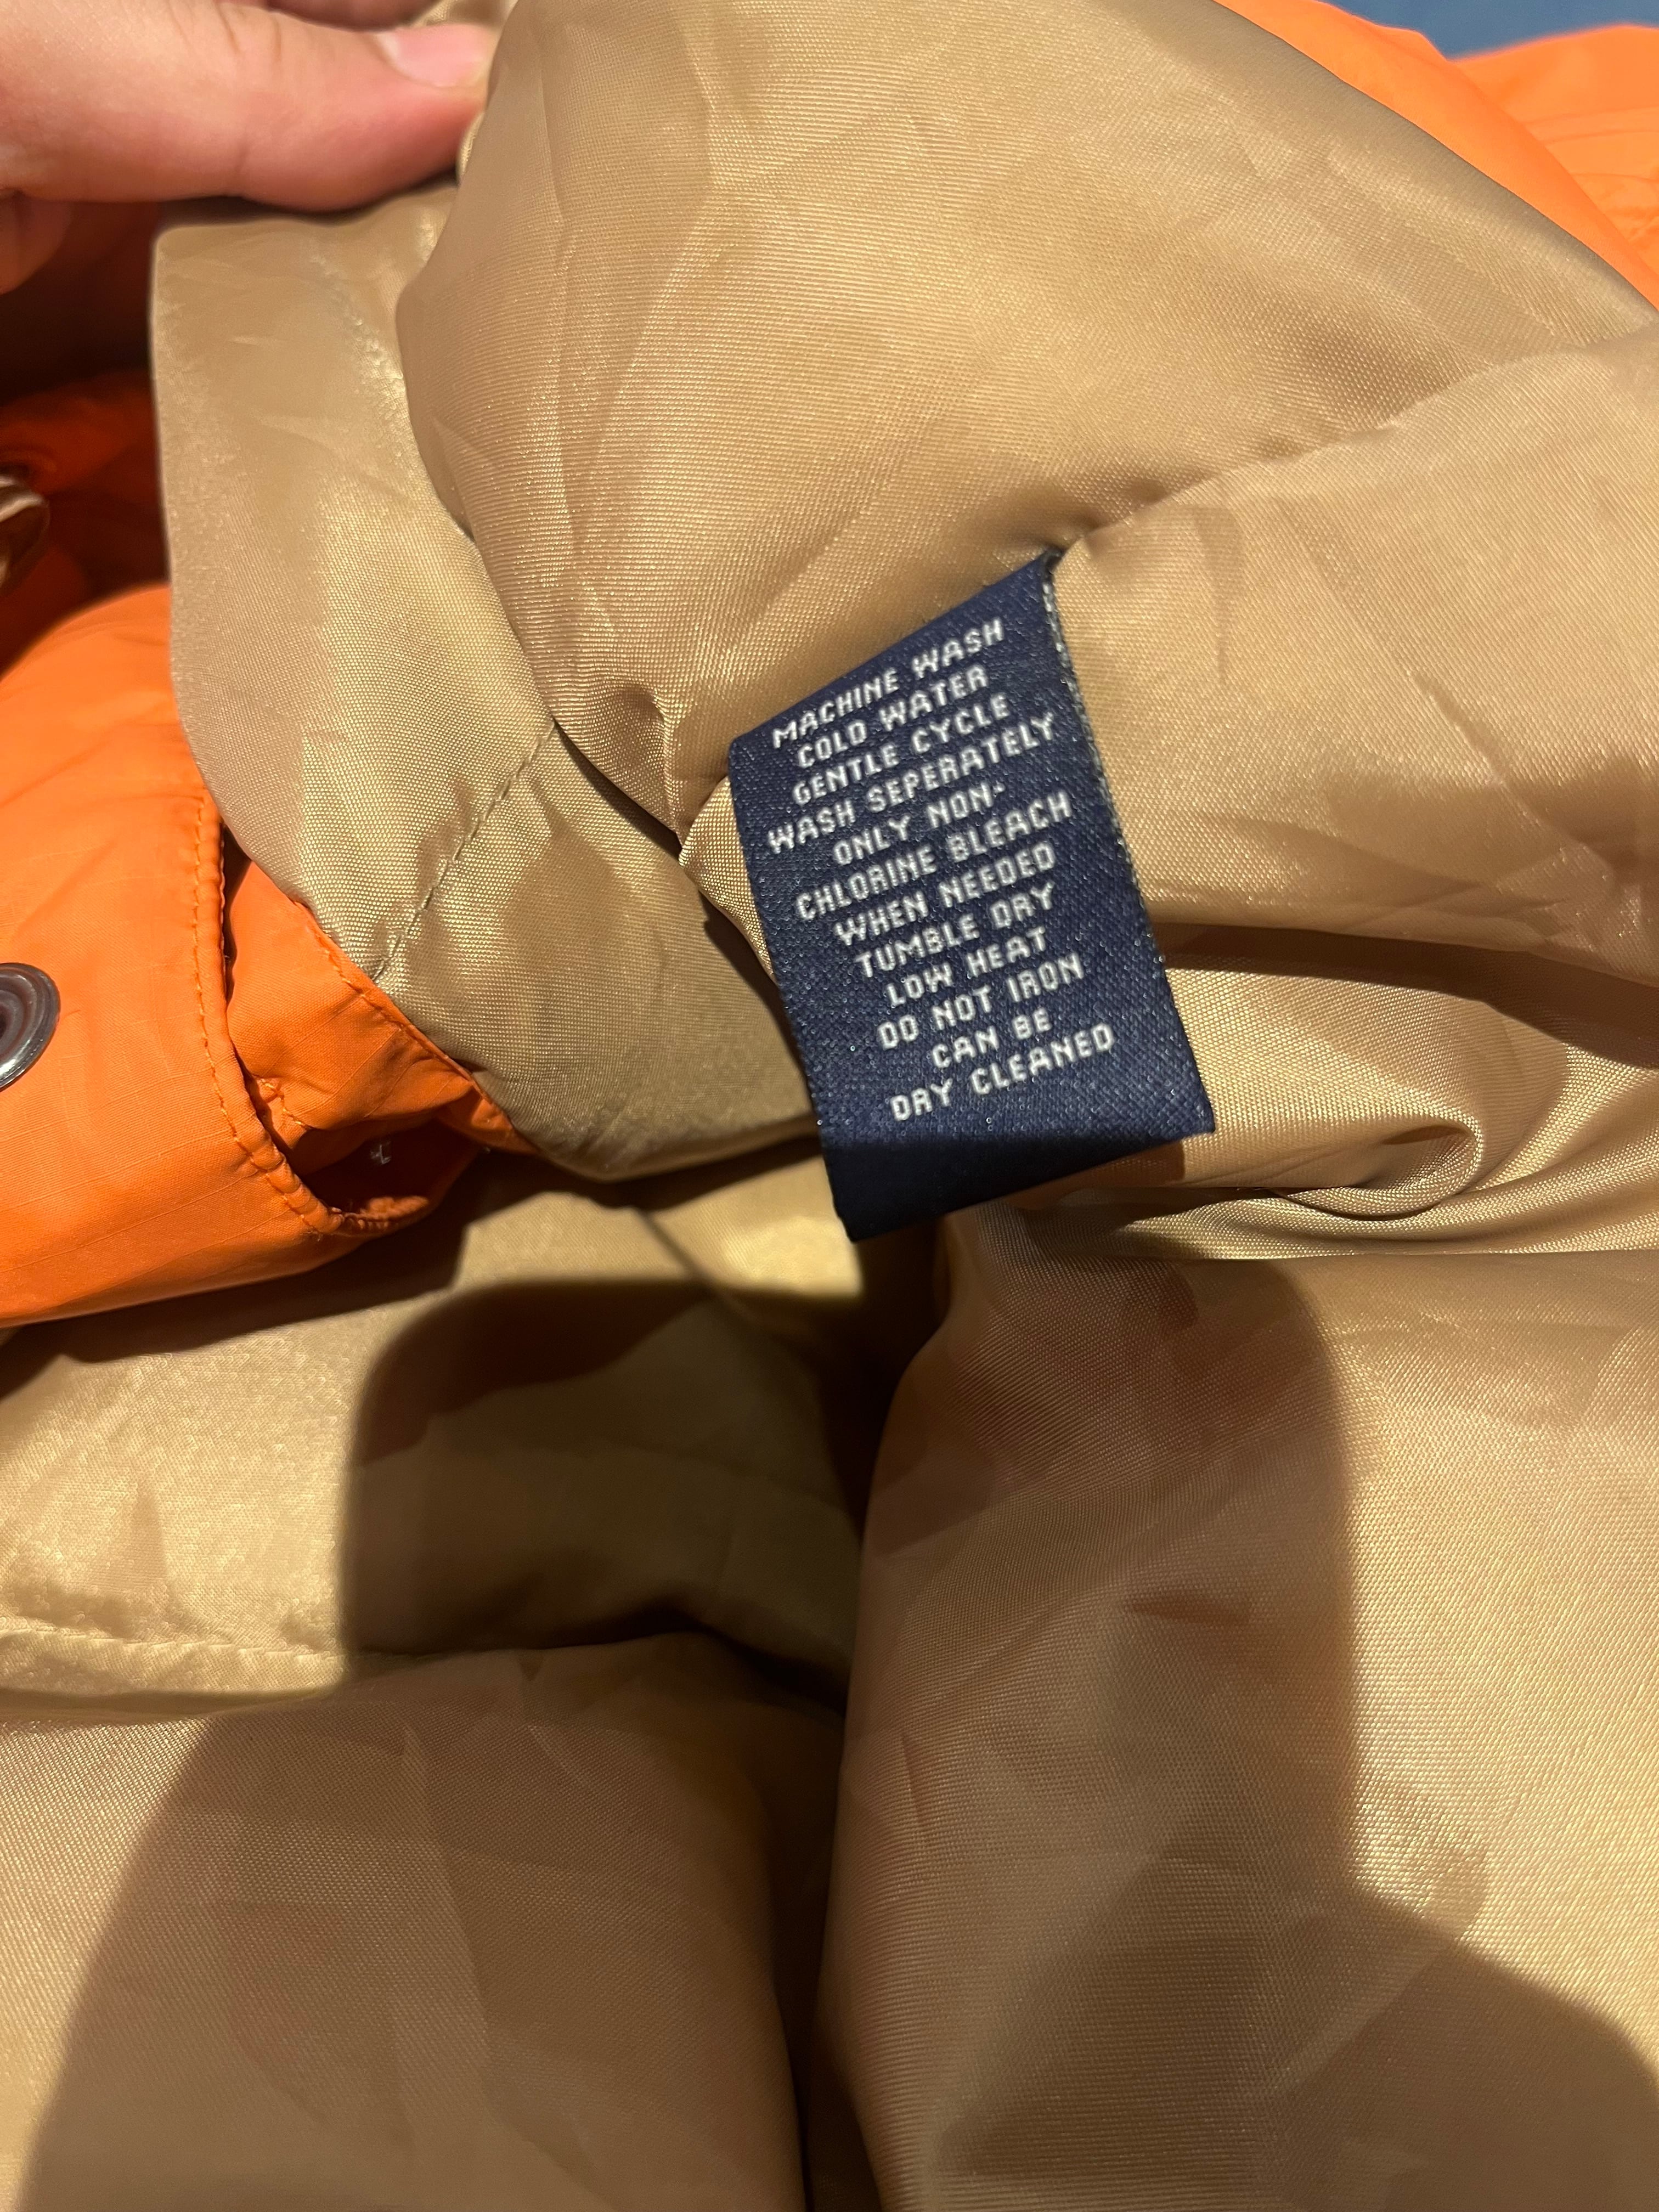 MACHINE WASH
COLD WATER
GENTLE CYCLE
WASH SEPERATELY
ONLY NON-
CHLORINE BLEACH
WHEN NEEDED
TUMBLE DRY
LOW HEAT
DO NOT IRON
CAN BE
DRY CLEANED